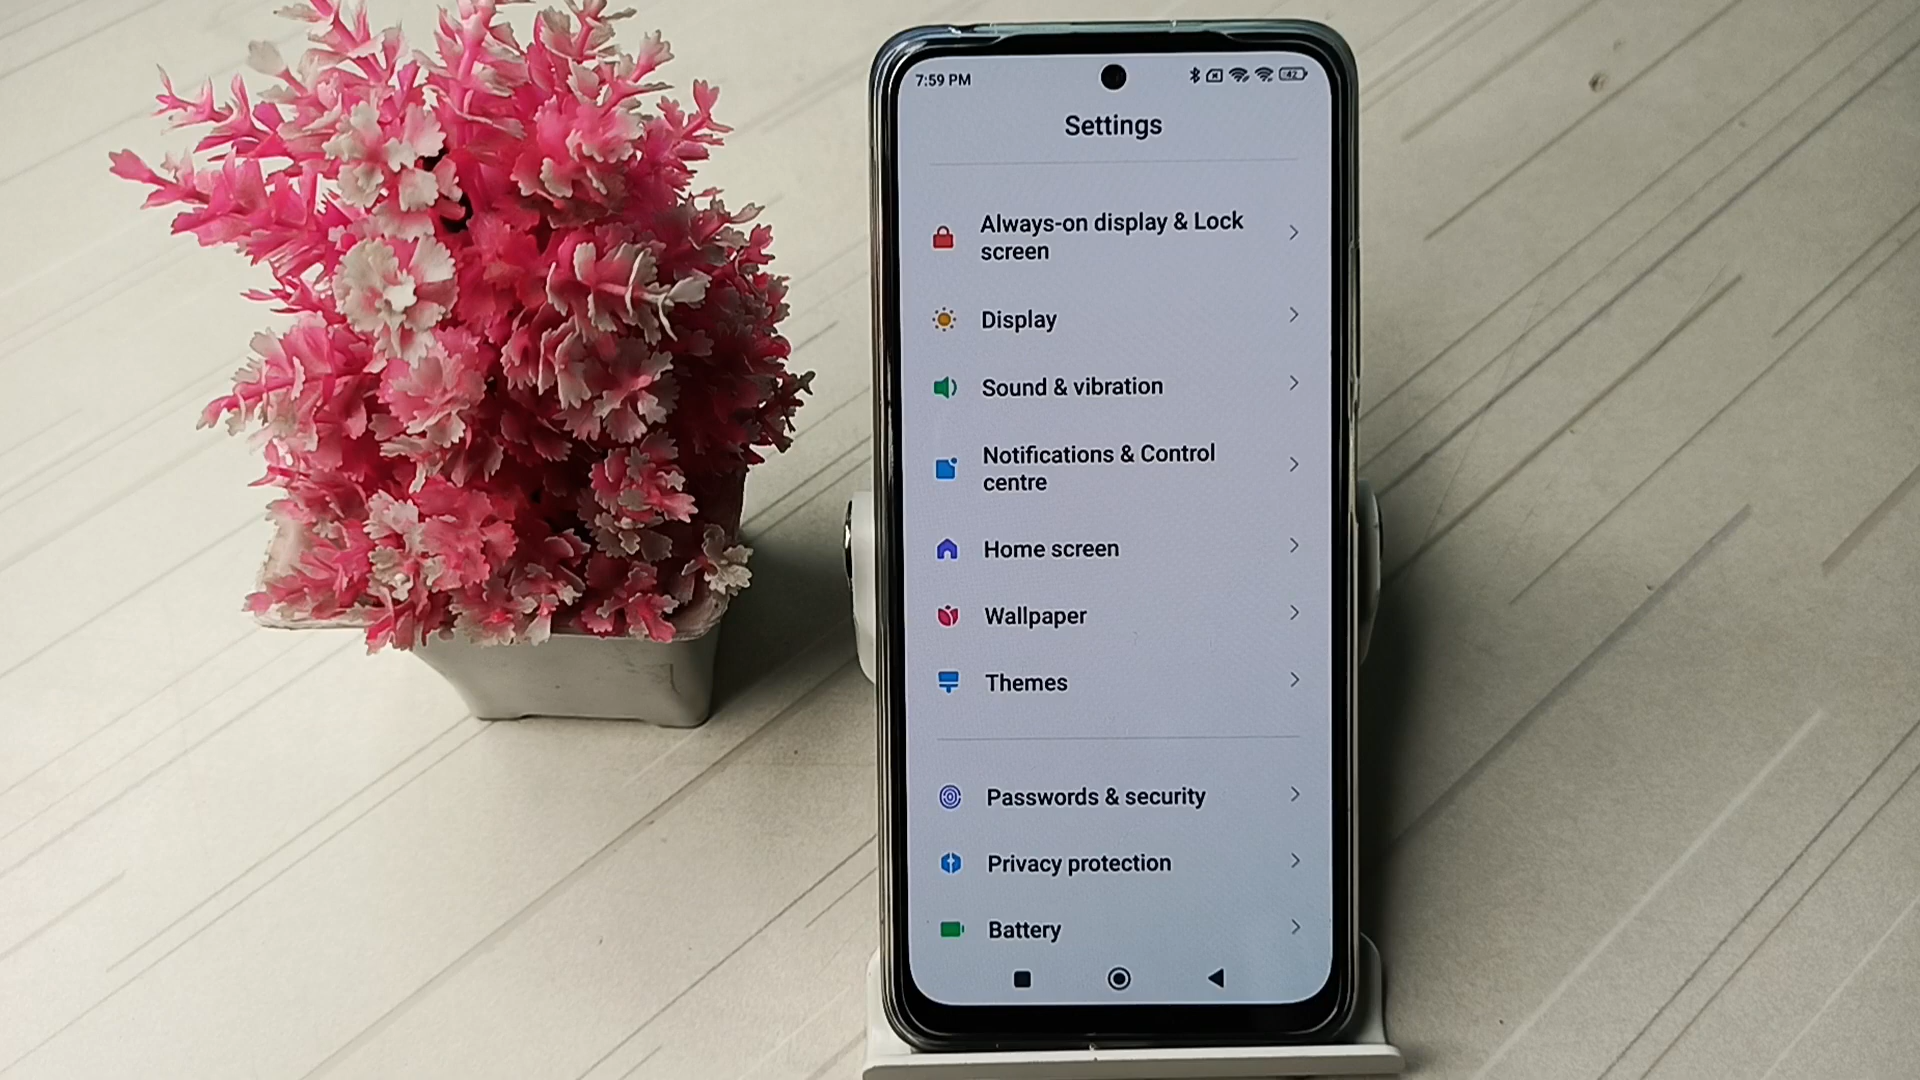 7:59 PM
42
Settings
Always-on display & Lock
screen
Display
Sound & vibration
Notifications & Control
centre
Home screen
Wallpaper
Themes
Passwords & security
Privacy protection
Battery